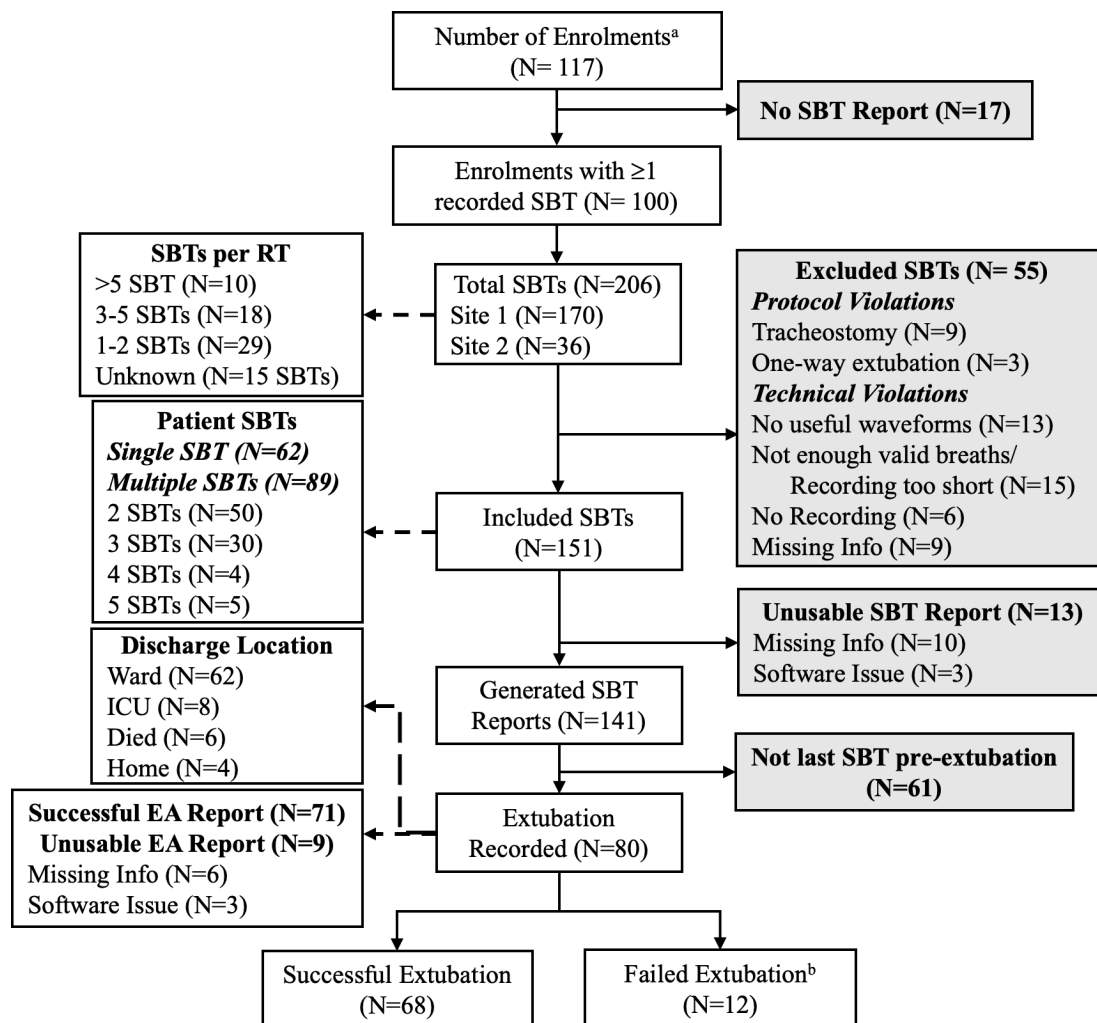 Number of Enrolmentsᵃ
(N= 117)
No SBT Report (N=17)
Enrolments with ≥1
recorded SBT (N= 100)
SBTs per RT
>5 SBT (N=10)
3-5 SBTs (N=18)
1-2 SBTs (N=29)
Unknown (N=15 SBTs)
Total SBTs (N=206)
Site 1 (N=170)
Site 2 (N=36)
Excluded SBTs (N= 55)
Protocol Violations
Tracheostomy (N=9)
One-way extubation (N=3)
Technical Violations
No useful waveforms (N=13)
Not enough valid breaths/
Recording too short (N=15)
No Recording (N=6)
Missing Info (N=9)
Patient SBTs
Single SBT (N=62)
Multiple SBTs (N=89)
2 SBTs (N=50)
3 SBTs (N=30)
4 SBTs (N=4)
5 SBTs (N=5)
Included SBTs
(N=151)
Unusable SBT Report (N=13)
Missing Info (N=10)
Software Issue (N=3)
Discharge Location
Ward (N=62)
ICU (N=8)
Died (N=6)
Home (N=4)
Generated SBT
Reports (N=141)
Not last SBT pre-extubation
(N=61)
Successful EA Report (N=71)
Unusable EA Report (N=9)
Missing Info (N=6)
Software Issue (N=3)
Extubation
Recorded (N=80)
Successful Extubation
(N=68)
Failed Extubationᵇ
(N=12)